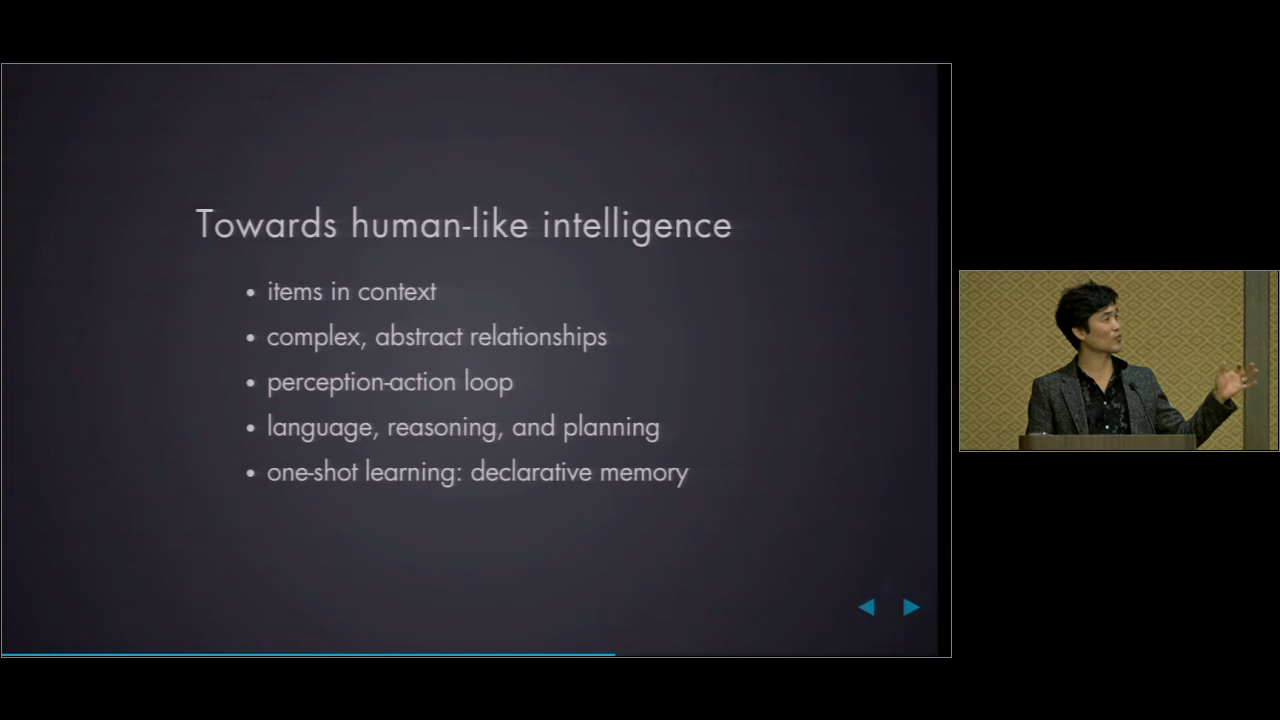 Towards human-like intelligence
• items in context
• complex, abstract relationships
• perception-action loop
• language, reasoning, and planning
• one-shot learning: declarative memory